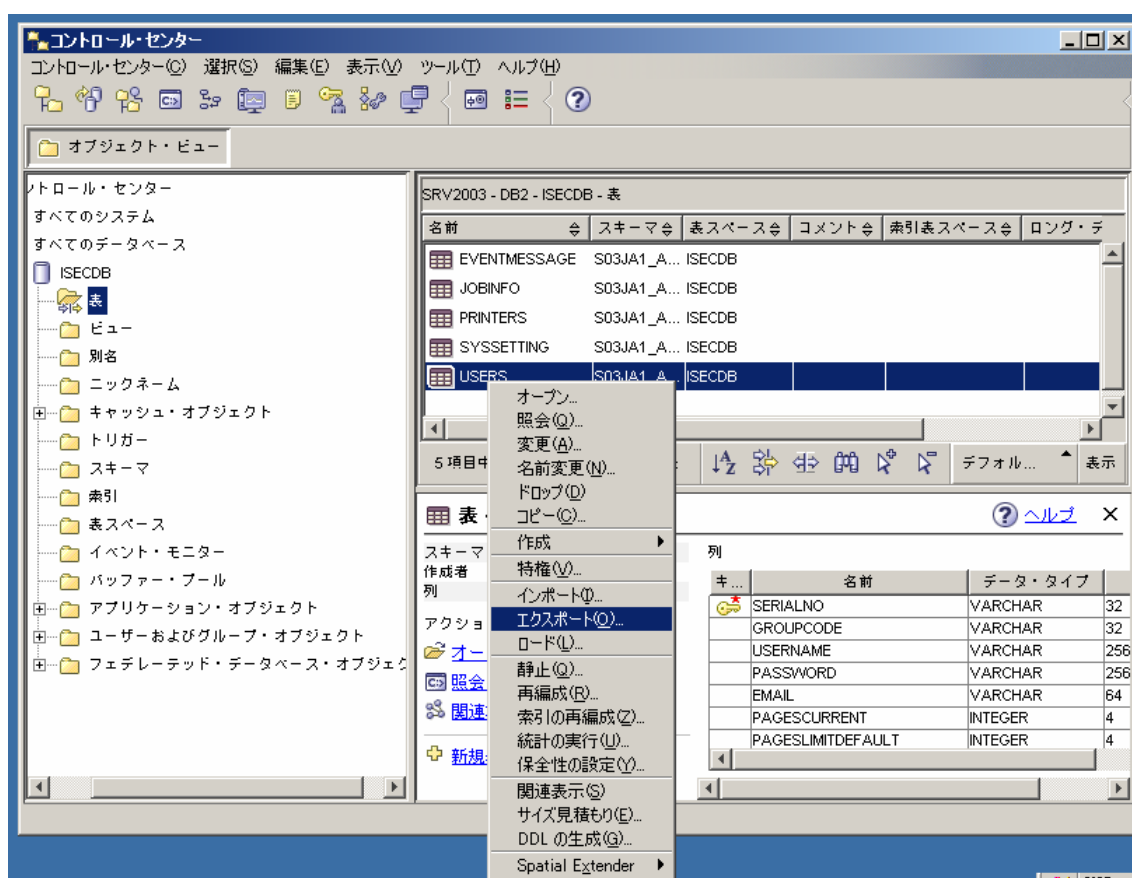 コントロール・センター
コントロール・センター(C) 選択(S) 編集(E) 表示(V) ツール(T) ヘルプ(H)
オブジェクト・ビュー
トロール・センター
すべてのシステム
すべてのデータベース
ISECDB
表
ビュー
別名
ニックネーム
キャッシュ・オブジェクト
トリガー
スキーマ
索引
表スペース
イベント・モニター
バッファー・プール
アプリケーション・オブジェクト
ユーザーおよびグループ・オブジェクト
フェデレーテッド・データベース・オブジェク
SRV2003 - DB2 - ISECDB - 表
名前 スキーマ 表スペース コメント 索引表スペース ロング・デ
EVENTMESSAGE S03JA1_A... ISECDB
JOBINFO S03JA1_A... ISECDB
PRINTERS S03JA1_A... ISECDB
SYSSETTING S03JA1_A... ISECDB
USERS S03JA1_A... ISECDB
5 項目中
デフォル... 表示
オープン...
照会(Q)...
変更(A)...
名前変更(N)...
ドロップ(D)
コピー(C)...
作成
特権(V)...
インポート(I)...
エクスポート(O)...
ロード(L)...
静止(Q)...
再編成(R)...
索引の再編成(Z)...
統計の実行(U)...
保全性の設定(Y)...
関連表示(S)
サイズ見積もり(E)...
DDL の生成(G)...
Spatial Extender
表
ヘルプ
スキーマ
作成者
列
アクショ
オー
照会
関連
新規
列
キ... 名前 データ・タイプ
SERIALNO VARCHAR 32
GROUPCODE VARCHAR 32
USERNAME VARCHAR 256
PASSWORD VARCHAR 256
EMAIL VARCHAR 64
PAGESCURRENT INTEGER 4
PAGESLIMITDEFAULT INTEGER 4